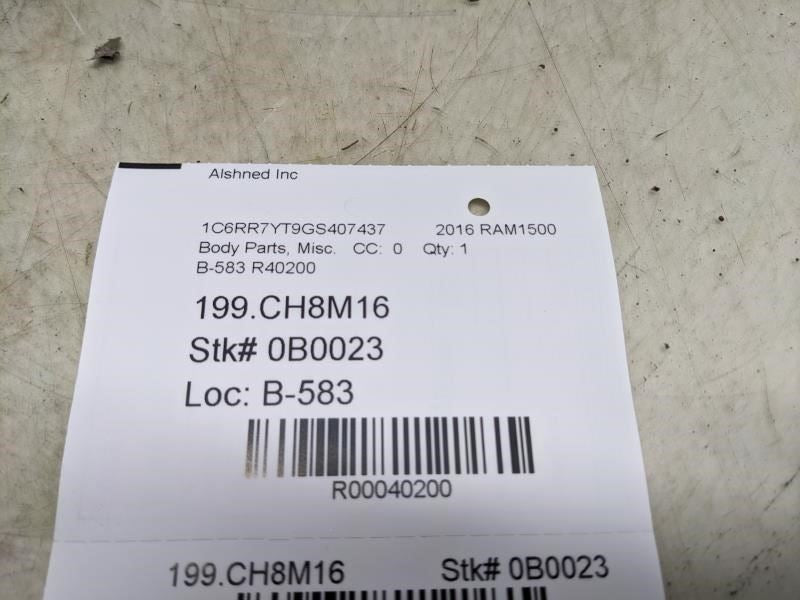 Alshned Inc
1C6RR7YT9GS407437 2016 RAM1500
Body Parts, Misc. CC: 0 Qty: 1
B-583 R40200
199.CH8M16
Stk# 0B0023
Loc: B-583
R00040200
199.CH8M16 Stk# 0B0023